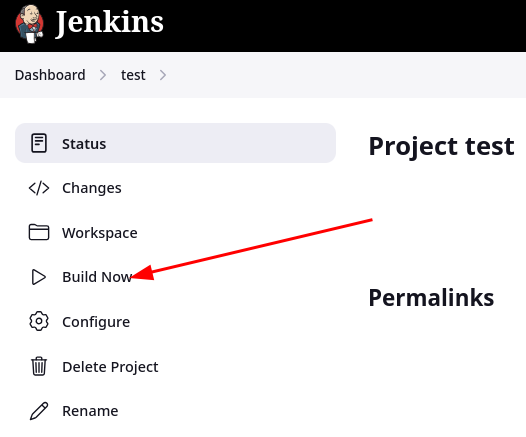 Jenkins
Dashboard test
Status
Changes
Workspace
Build Now
Configure
Delete Project
Rename
Project test
Permalinks